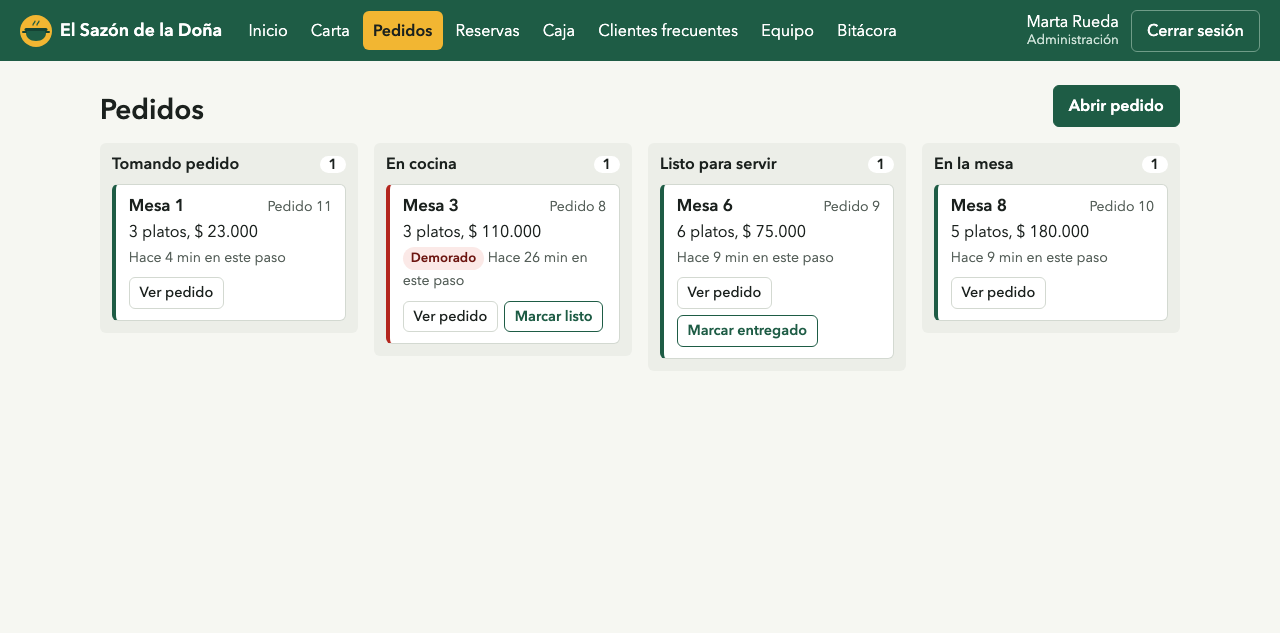 El Sazón de la Doña
Inicio
Carta
Pedidos
Reservas
Caja
Clientes frecuentes
Equipo
Bitácora
Marta Rueda
Administración
Cerrar sesión
Pedidos
Abrir pedido
Tomando pedido 1
Mesa 1 Pedido 11
3 platos, $ 23.000
Hace 4 min en este paso
Ver pedido
En cocina 1
Mesa 3 Pedido 8
3 platos, $ 110.000
Demorado Hace 26 min en
este paso
Ver pedido Marcar listo
Listo para servir 1
Mesa 6 Pedido 9
6 platos, $ 75.000
Hace 9 min en este paso
Ver pedido
Marcar entregado
En la mesa 1
Mesa 8 Pedido 10
5 platos, $ 180.000
Hace 9 min en este paso
Ver pedido